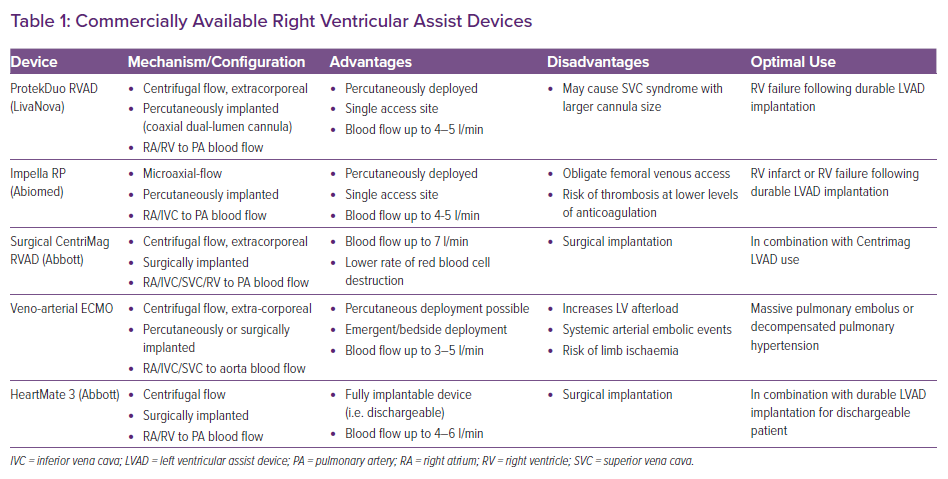 Table 1: Commercially Available Right Ventricular Assist Devices
Device Mechanism/Configuration Advantages Disadvantages Optimal Use
ProtekDuo RVAD
(LivaNova)
• Centrifugal flow, extracorporeal
• Percutaneously implanted
(coaxial dual-lumen cannula)
• RA/RV to PA blood flow
• Percutaneously deployed
• Single access site
• Blood flow up to 4–5 l/min
• May cause SVC syndrome with
larger cannula size
RV failure following durable LVAD
implantation
Impella RP
(Abiomed)
• Microaxial-flow
• Percutaneously implanted
• RA/IVC to PA blood flow
• Percutaneously deployed
• Single access site
• Blood flow up to 4-5 l/min
• Obligate femoral venous access
• Risk of thrombosis at lower levels
of anticoagulation
RV infarct or RV failure following
durable LVAD implantation
Surgical CentriMag
RVAD (Abbott)
• Centrifugal flow, extracorporeal
• Surgically implanted
• RA/IVC/SVC/RV to PA blood flow
• Blood flow up to 7 l/min
• Lower rate of red blood cell
destruction
• Surgical implantation
In combination with Centrimag
LVAD use
Veno-arterial ECMO
• Centrifugal flow, extra-corporeal
• Percutaneously or surgically
implanted
• RA/IVC/SVC to aorta blood flow
• Percutaneous deployment possible
• Emergent/bedside deployment
• Blood flow up to 3–5 l/min
• Increases LV afterload
• Systemic arterial embolic events
• Risk of limb ischaemia
Massive pulmonary embolus or
decompensated pulmonary
hypertension
HeartMate 3 (Abbott)
• Centrifugal flow
• Surgically implanted
• RA/RV to PA blood flow
• Fully implantable device
(i.e. dischargeable)
• Blood flow up to 4–6 l/min
• Surgical implantation
In combination with durable LVAD
implantation for dischargeable
patient
IVC = inferior vena cava; LVAD = left ventricular assist device; PA = pulmonary artery; RA = right atrium; RV = right ventricle; SVC = superior vena cava.